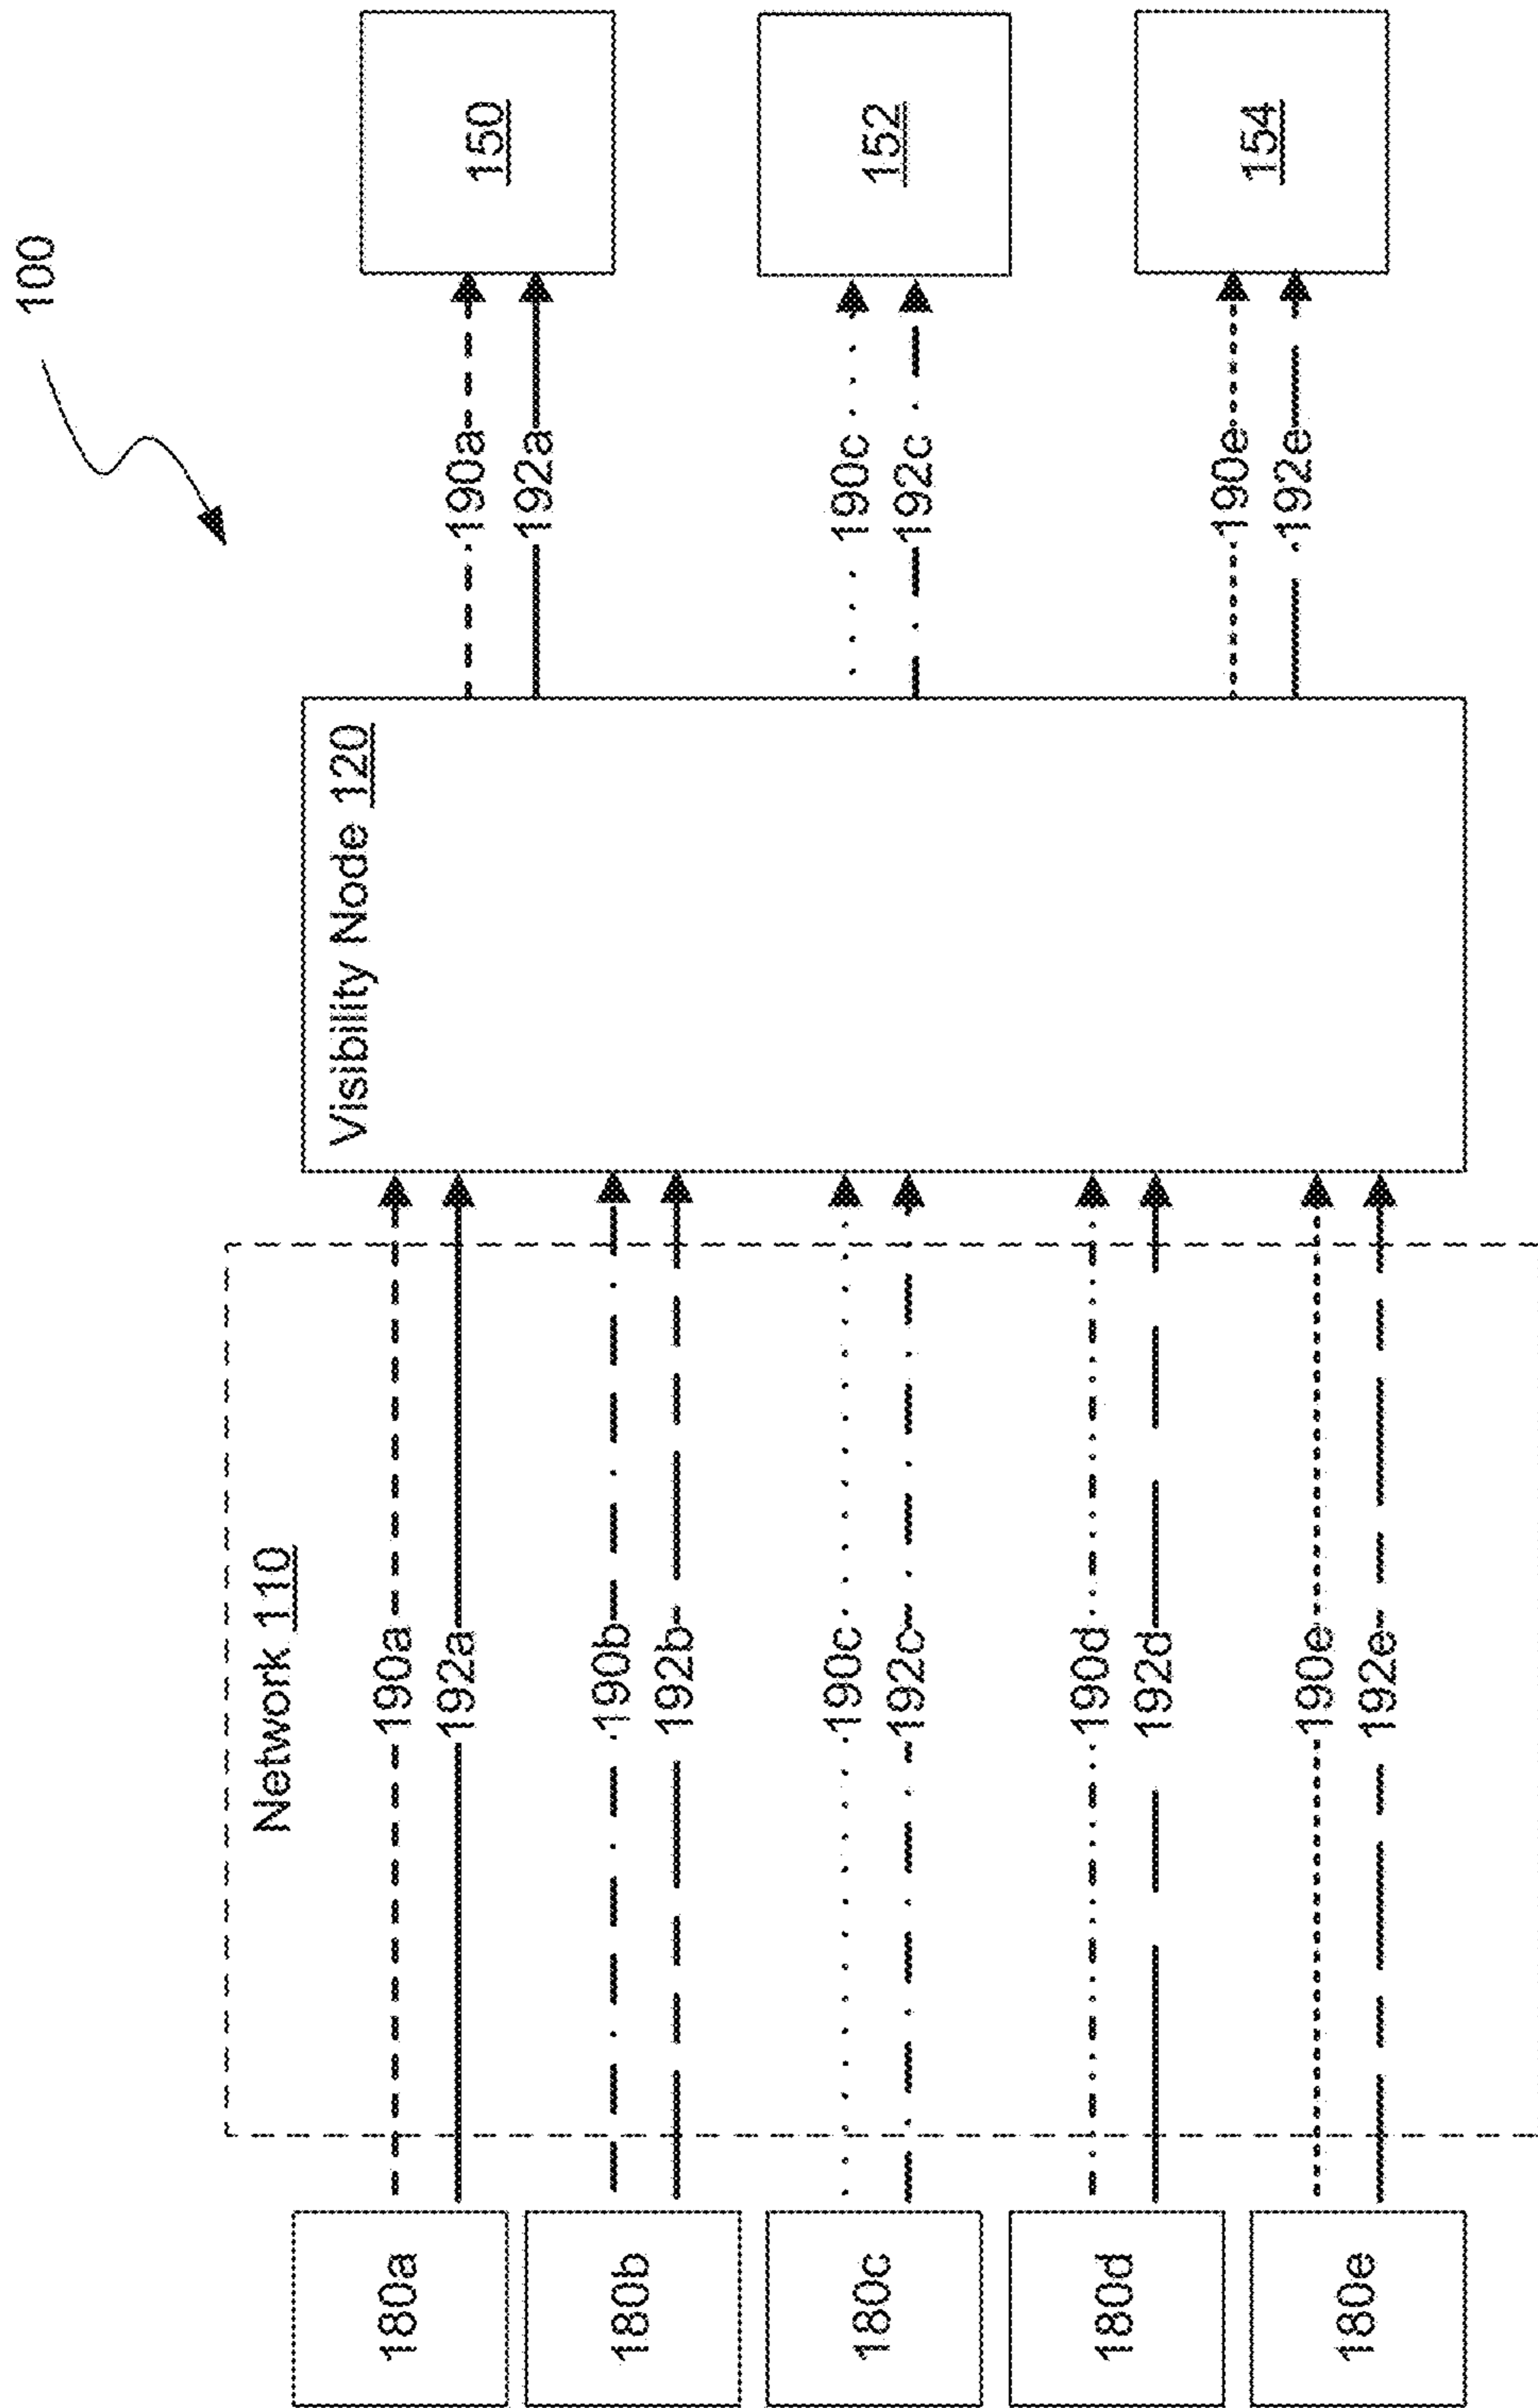 100
Network 110
Visibility Node 120
180a
190a
192a
190a
192a
150
180b
190b
192b
180c
190c
192c
190c
192c
152
180d
190d
192d
180e
190e
192e
190e
192e
154